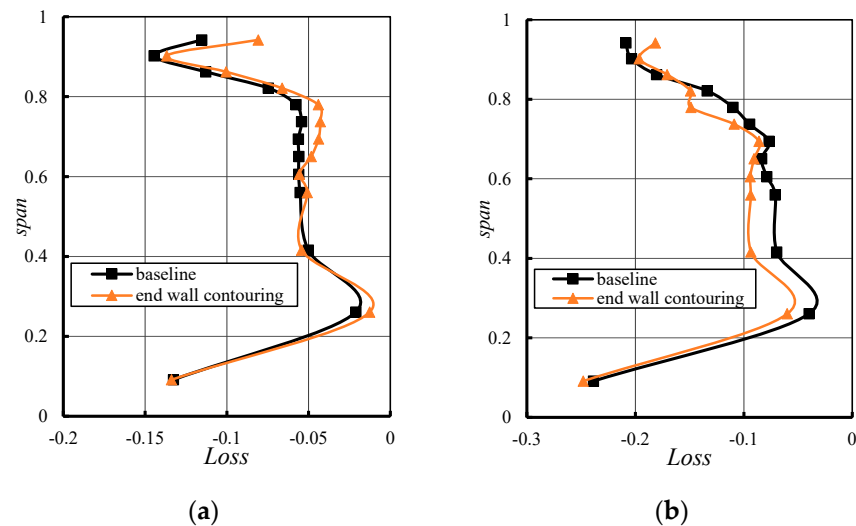 1
0.8
0.6
0.4
0.2
0
span
baseline
end wall contouring
-0.2
-0.15
-0.1
-0.05
0
Loss
(a)
1
0.8
0.6
0.4
0.2
0
span
baseline
end wall contouring
-0.3
-0.2
-0.1
0
Loss
(b)